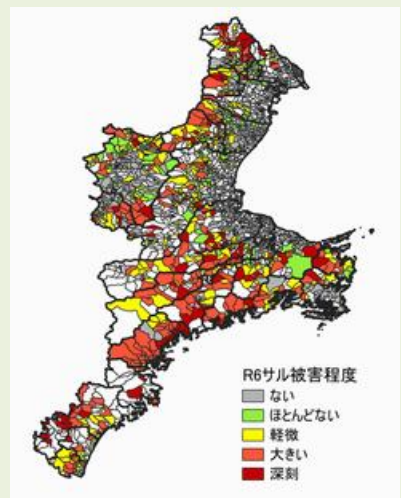 R6サル被害程度
ない
ほとんどない
軽微
大きい
深刻